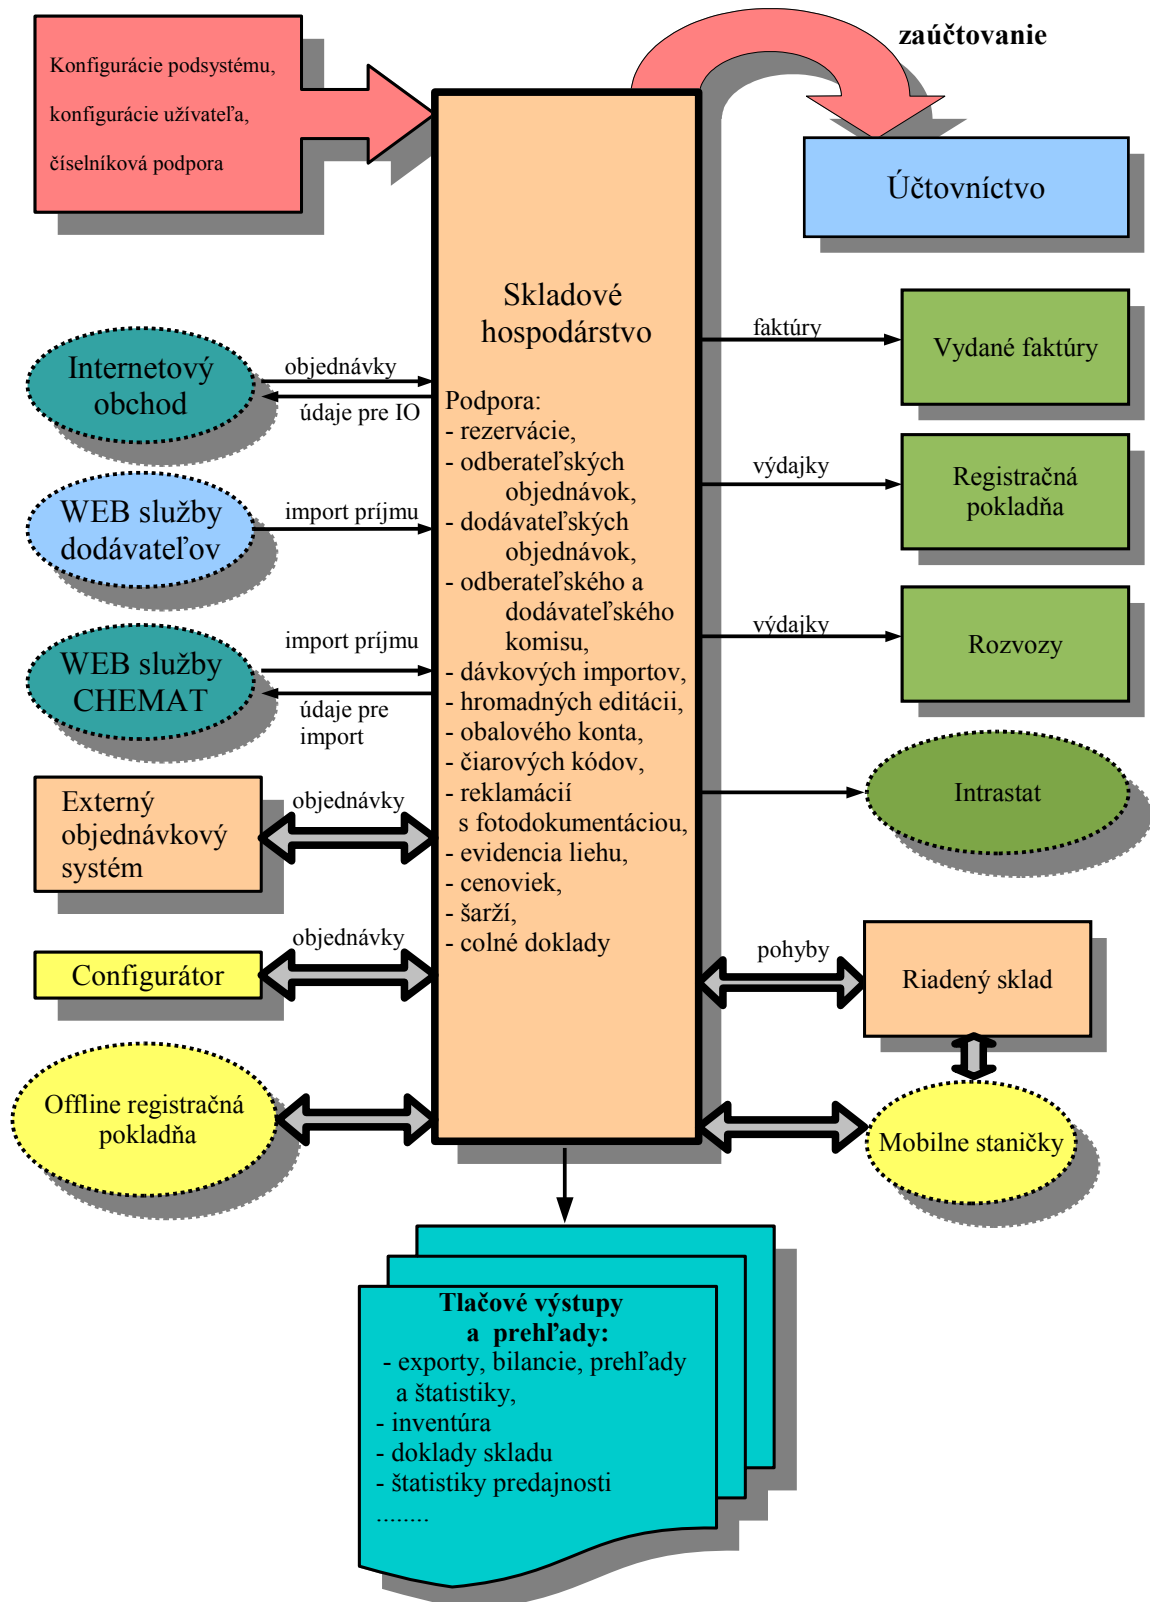 Konfigurácie podsystému,
konfigurácie užívateľa,
číselníková podpora
zaúčtovanie
Účtovníctvo
Skladové
hospodárstvo
Podpora:
- rezervácie,
- odberateľských
objednávok,
- dodávateľských
objednávok,
- odberateľského a
dodávateľského
komisu,
- dávkových importov,
- hromadných editácii,
- obalového konta,
- čiarových kódov,
- reklamácií
s fotodokumentáciou,
- evidencia liehu,
- cenoviek,
- šarží,
- colné doklady
Internetový
obchod
objednávky
údaje pre IO
WEB služby
dodávateľov
import príjmu
WEB služby
CHEMAT
import príjmu
údaje pre
import
Externý
objednávkový
systém
objednávky
Configurátor
objednávky
Offline registračná
pokladňa
faktúry
Vydané faktúry
výdajky
Registračná
pokladňa
výdajky
Rozvozy
Intrastat
pohyby
Riadený sklad
Mobilne staničky
Tlačové výstupy
a prehľady:
- exporty, bilancie, prehľady
a štatistiky,
- inventúra
- doklady skladu
- štatistiky predajnosti
........